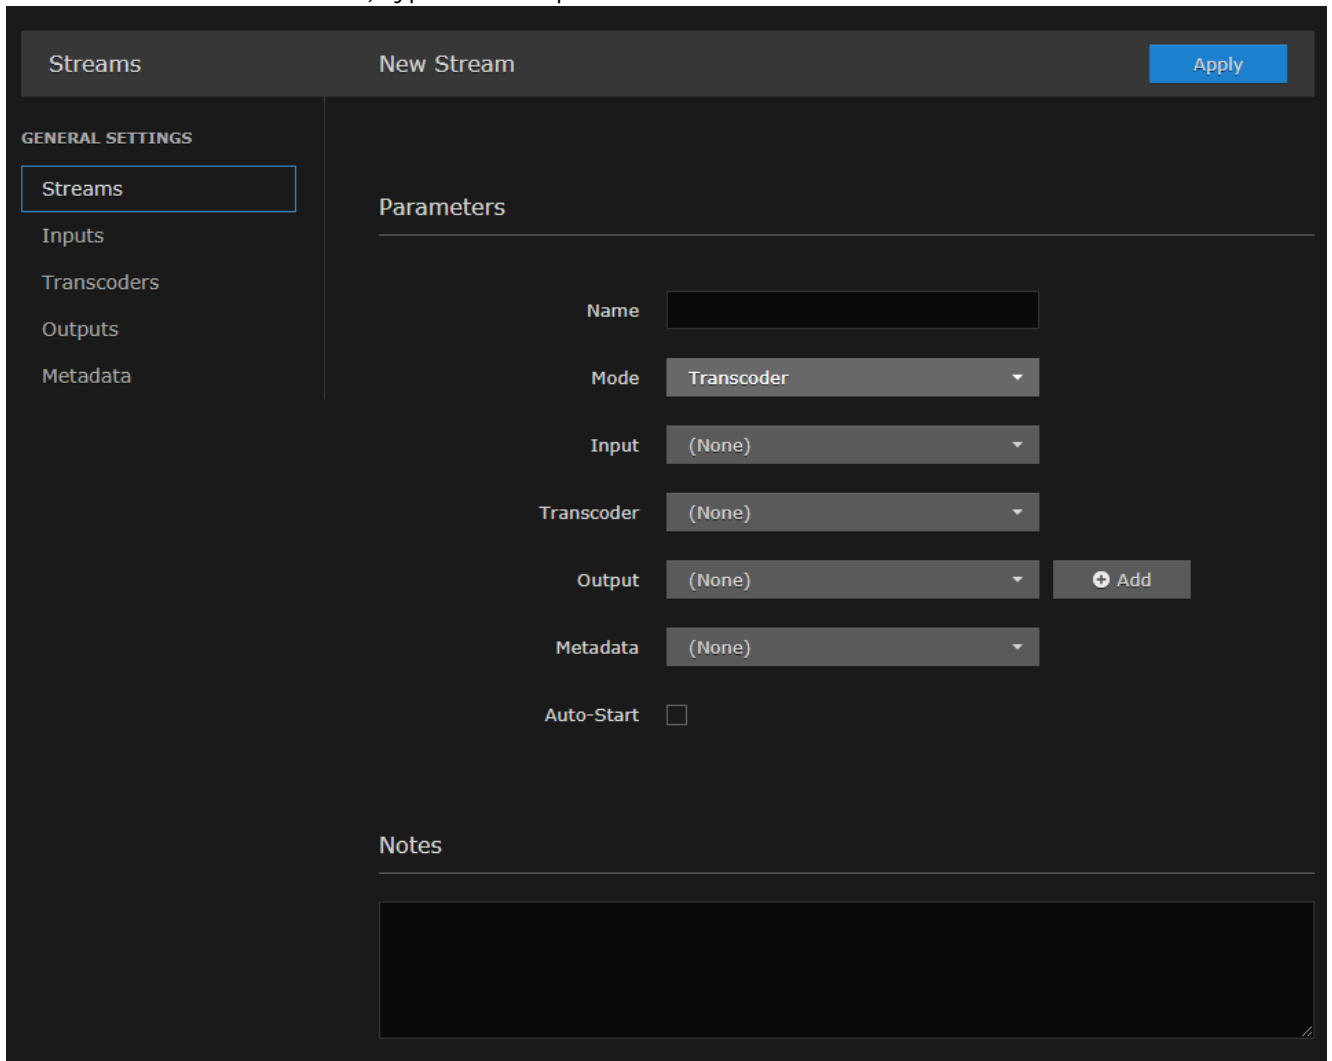 Streams
New Stream
Apply
GENERAL SETTINGS
Streams
Inputs
Transcoders
Outputs
Metadata
Parameters
Name
Mode Transcoder
Input (None)
Transcoder (None)
Output (None) Add
Metadata (None)
Auto-Start
Notes